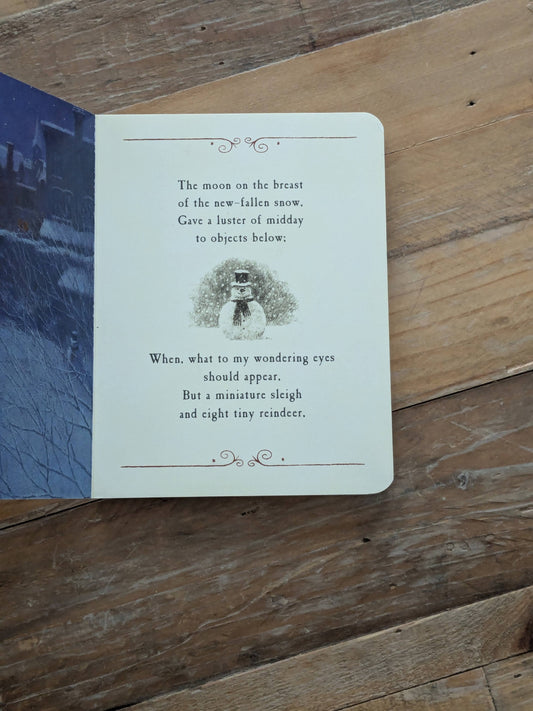 The moon on the breast
of the new-fallen snow,
Gave a luster of midday
to objects below;
When, what to my wondering eyes
should appear,
But a miniature sleigh
and eight tiny reindeer,